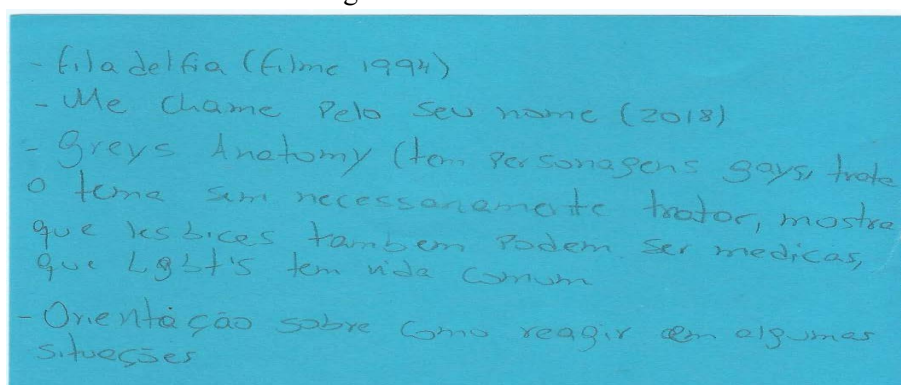 - Filadelfia (filme 1994)
- Me chame pelo seu nome (2018)
- Greys Anatomy (tem personagens gays, trata
o tema sem necessariamente tratar, mostra
que lesbicas tambem podem ser medicas,
que Lgbt's tem vida comum
- Orientação sobre como reagir em algumas
situações